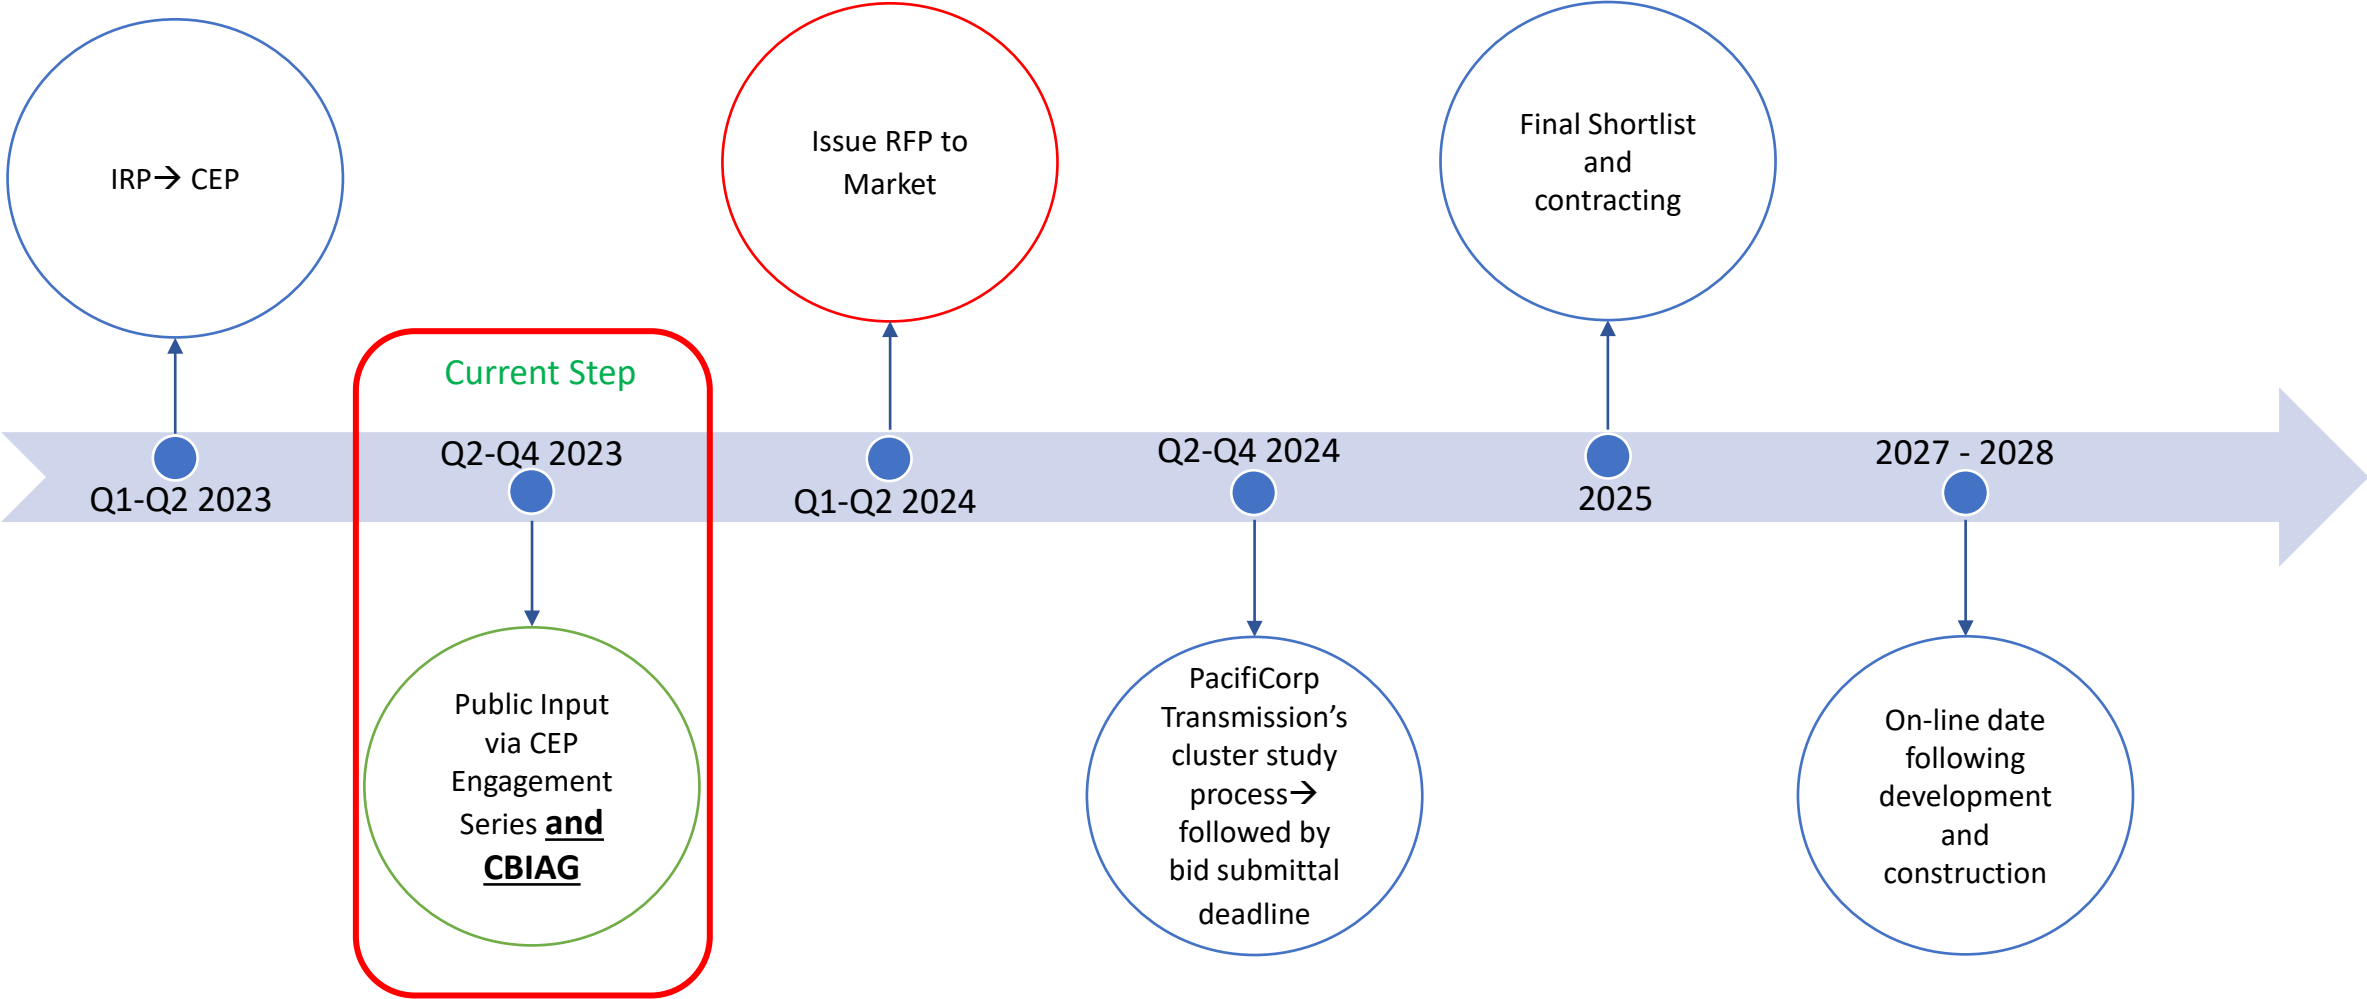 IRP→ CEP
Issue RFP to
Market
Final Shortlist
and
contracting
Current Step
Q1-Q2 2023
Q2-Q4 2023
Q1-Q2 2024
Q2-Q4 2024
2025
2027 - 2028
Public Input
via CEP
Engagement
Series and
CBIAG
PacifiCorp
Transmission’s
cluster study
process→
followed by
bid submittal
deadline
On-line date
following
development
and
construction